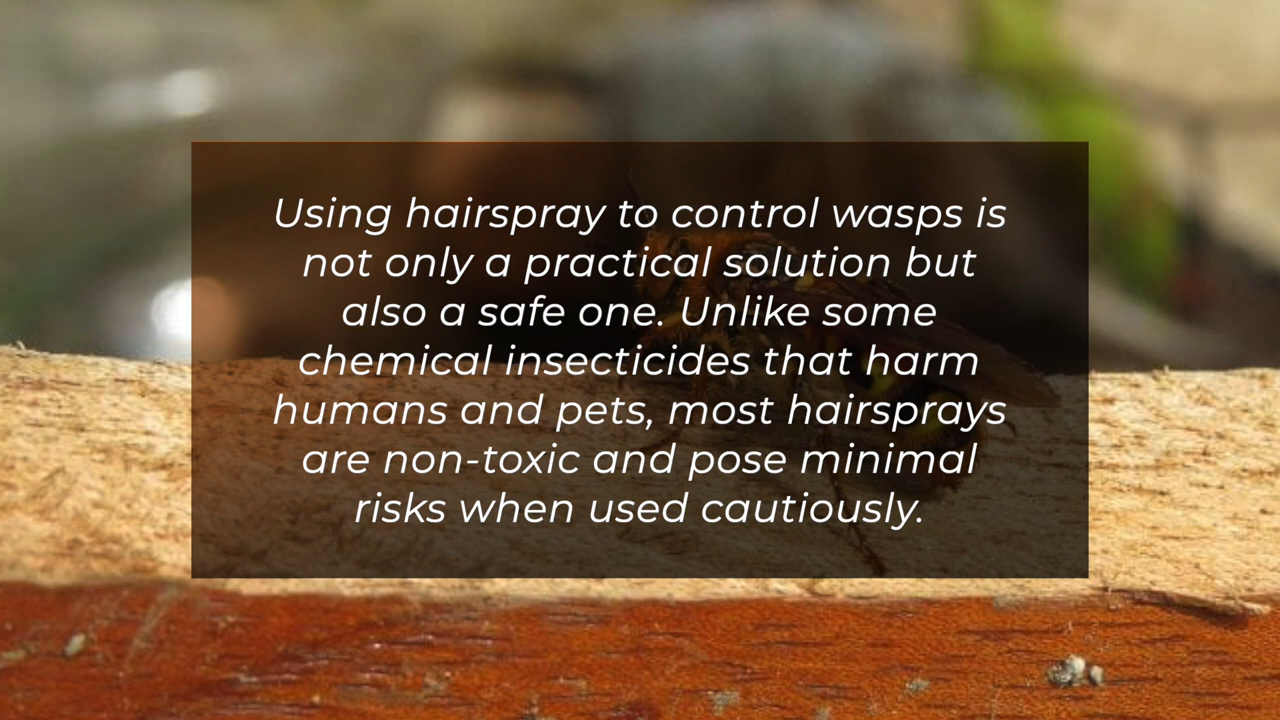 Using hairspray to control wasps is
not only a practical solution but
also a safe one. Unlike some
chemical insecticides that harm
humans and pets, most hairsprays
are non-toxic and pose minimal
risks when used cautiously.